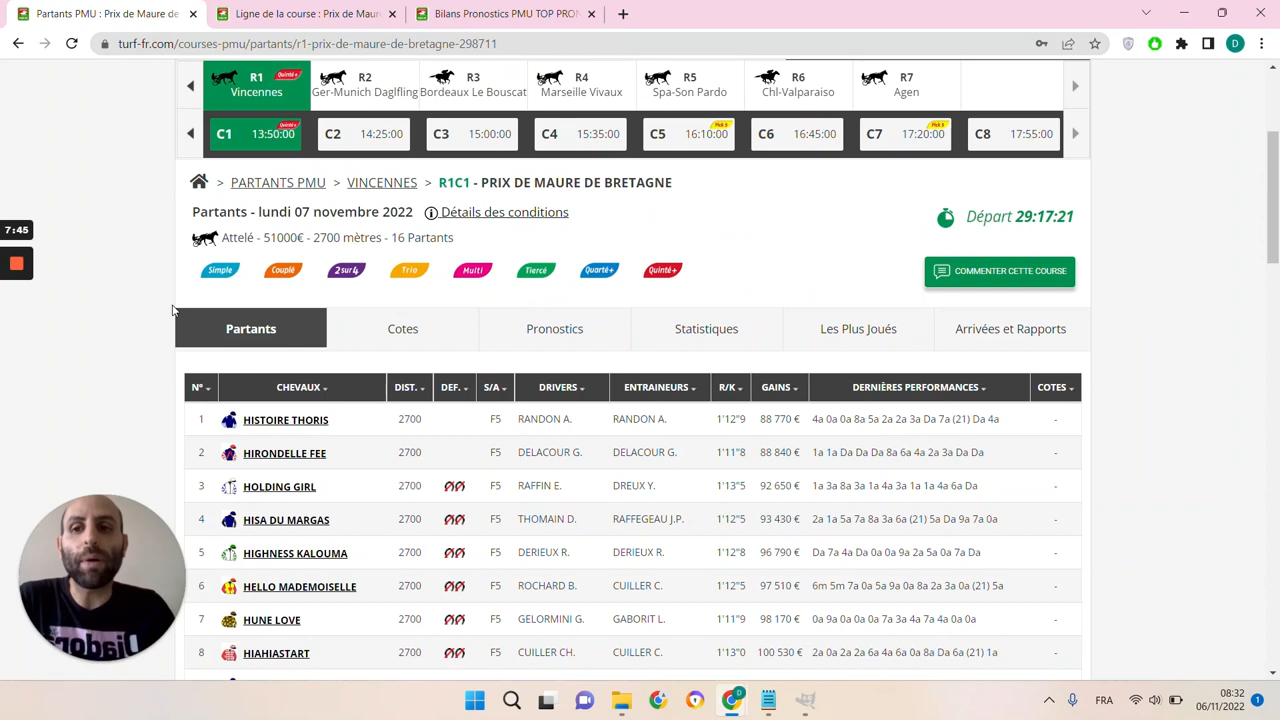 Partants PMU : Prix de Maure de
Ligne de la course : Prix de Maur
Bilans Pronostics PMU TOP PRON
turf-fr.com/courses-pmu/partants/r1-prix-de-maure-de-bretagne-298711
R1 Quinté+ R2 R3 R4 R5 R6 R7
Vincennes Ger-Munich Daglfling Bordeaux Le Bouscat Marseille Vivaux Spa-Son Pardo Chl-Valparaiso Agen
C1 13:50:00 Quinté+ C2 14:25:00 C3 15:00:00 C4 15:35:00 C5 16:10:00 Pick 5 C6 16:45:00 C7 17:20:00 Pick 5 C8 17:55:00
> PARTANTS PMU > VINCENNES > R1C1 - PRIX DE MAURE DE BRETAGNE
Partants - lundi 07 novembre 2022 Détails des conditions
Départ 29:17:21
7:45
Attelé - 51000€ - 2700 mètres - 16 Partants
Simple Couplé 2sur4 Trio Multi Tiercé Quarté+ Quinté+
COMMENTER CETTE COURSE
Partants Cotes Pronostics Statistiques Les Plus Joués Arrivées et Rapports
N° CHEVAUX DIST. DEF. S/A DRIVERS ENTRAINEURS R/K GAINS DERNIÈRES PERFORMANCES COTES
1 HISTOIRE THORIS 2700 F5 RANDON A. RANDON A. 1'12"9 88 770 € 4a 0a 0a 8a 5a 2a 2a 3a Da 7a (21) Da 4a -
2 HIRONDELLE FEE 2700 F5 DELACOUR G. DELACOUR G. 1'11"8 88 840 € 1a 1a Da Da Da 8a 6a 4a 2a 3a Da Da -
3 HOLDING GIRL 2700 F5 RAFFIN E. DREUX Y. 1'13"5 92 650 € 1a 3a 8a 3a 1a 4a 3a 1a 1a 4a 6a Da -
4 HISA DU MARGAS 2700 F5 THOMAIN D. RAFFEGEAU J.P. 1'12"5 93 430 € 2a 1a 5a 7a 8a 3a 6a (21) 5a Da 9a 7a 0a -
5 HIGHNESS KALOUMA 2700 F5 DERIEUX R. DERIEUX R. 1'12"8 96 790 € Da 7a 4a Da 0a 0a 9a 2a 3a 0a 7a Da -
6 HELLO MADEMOISELLE 2700 F5 ROCHARD B. CUILLER C. 1'12"5 97 510 € 6m 5m 7a 0a 5a 9a 0a 8a 2a 3a 0a (21) 5a -
7 HUNE LOVE 2700 F5 GELORMINI G. GABORIT L. 1'11"9 98 170 € 0a 9a 0a 0a 0a 7a 3a 4a 7a 4a 0a 0a -
8 HIAHIASTART 2700 F5 CUILLER CH. CUILLER C. 1'13"0 100 530 € 2a 0a 2a 2a 6a 4a 6a 0a 8a Da 6a (21) 1a -
FRA
08:32
06/11/2022